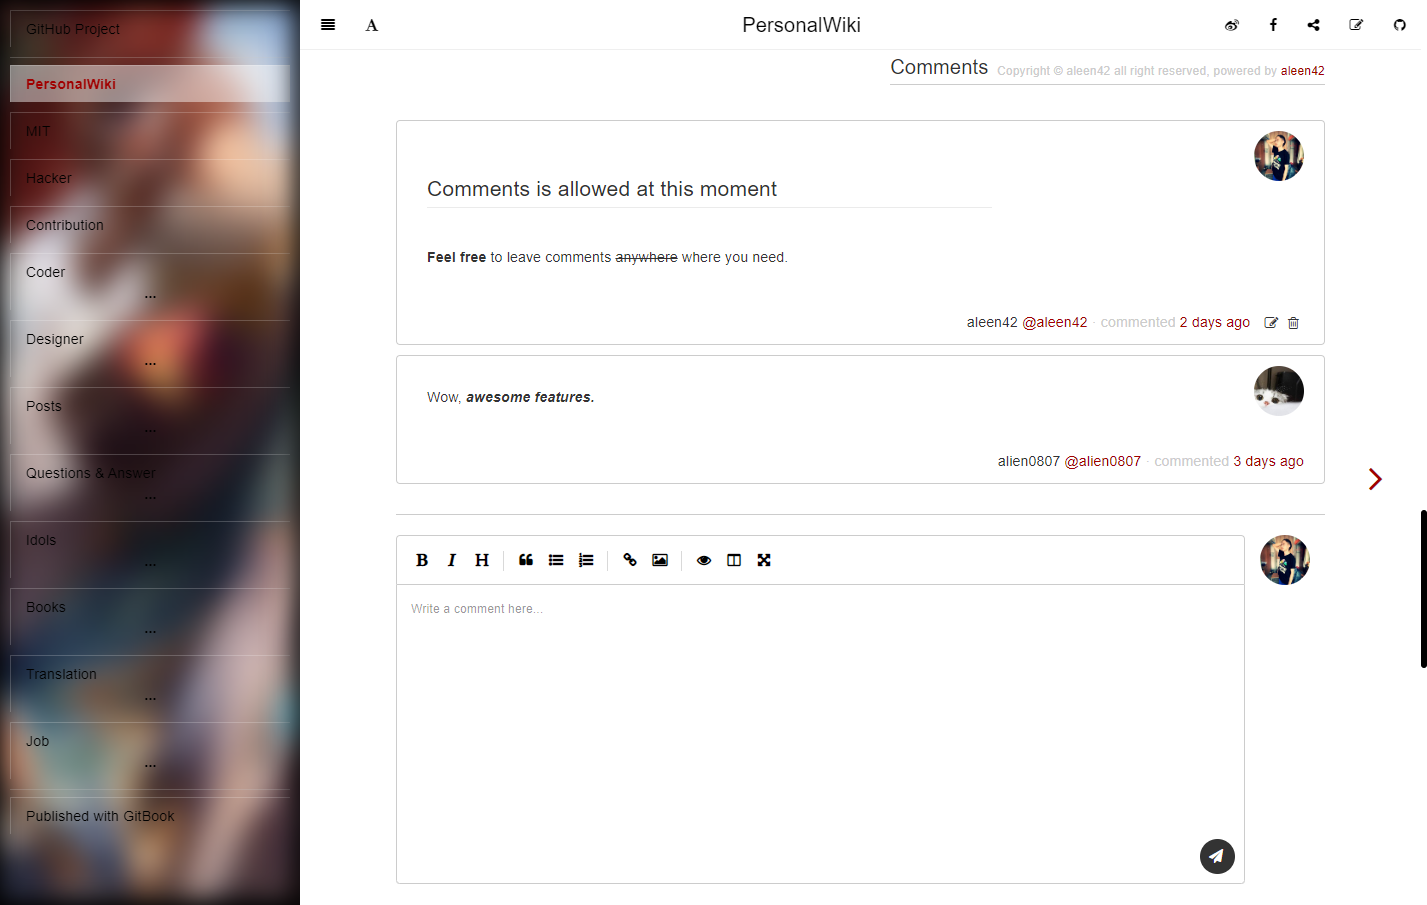 GitHub Project
PersonalWiki
MIT
Hacker
Contribution
Coder
...
Designer
...
Posts
...
Questions & Answer
...
Idols
...
Books
...
Translation
...
Job
...
Published with GitBook
A
PersonalWiki
Comments Copyright © aleen42 all right reserved, powered by aleen42
Comments is allowed at this moment
Feel free to leave comments anywhere where you need.
aleen42 @aleen42 · commented 2 days ago
Wow, awesome features.
alien0807 @alien0807 · commented 3 days ago
B I H
Write a comment here...